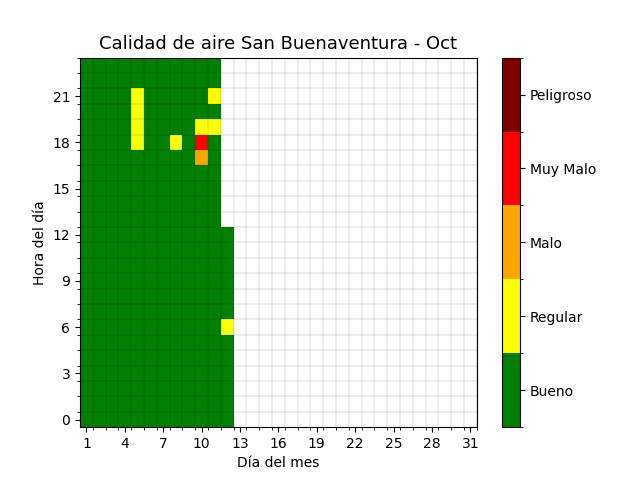 Calidad de aire San Buenaventura - Oct
Hora del día
21
18
15
12
9
6
3
0
1 4 7 10 13 16 19 22 25 28 31
Día del mes
Peligroso
Muy Malo
Malo
Regular
Bueno